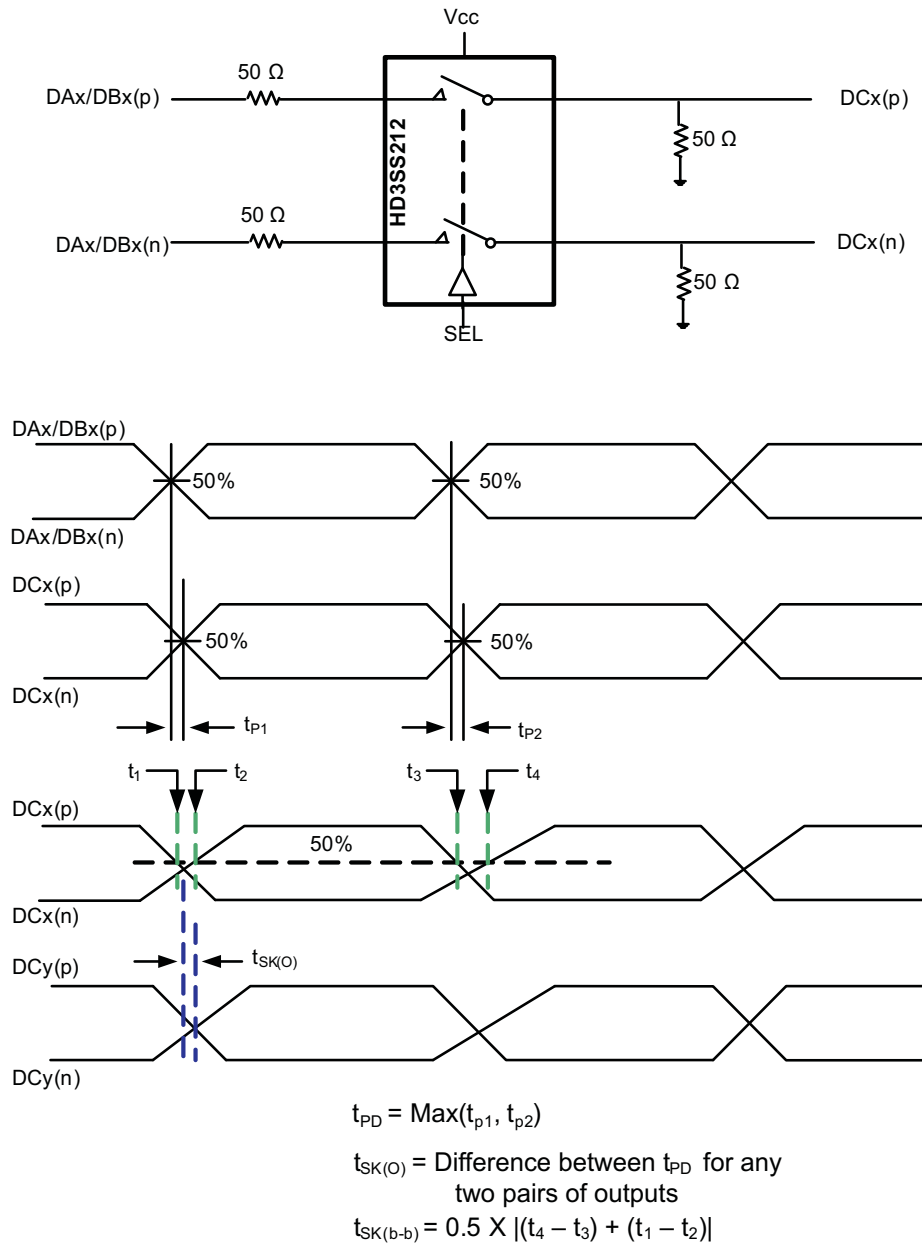 Vcc
50 Ω
DAx/DBx(p)
DCx(p)
50 Ω
HD3SS212
50 Ω
DAx/DBx(n)
DCx(n)
50 Ω
SEL
DAx/DBx(p)
50%
50%
DAx/DBx(n)
DCx(p)
50%
50%
DCx(n)
tP1
tP2
t1
t2
t3
t4
DCx(p)
50%
DCx(n)
DCy(p)
tSK(O)
DCy(n)
tPD = Max(tp1, tp2)
tSK(O) = Difference between tPD for any
two pairs of outputs
tSK(b-b) = 0.5 X |(t4 – t3) + (t1 – t2)|